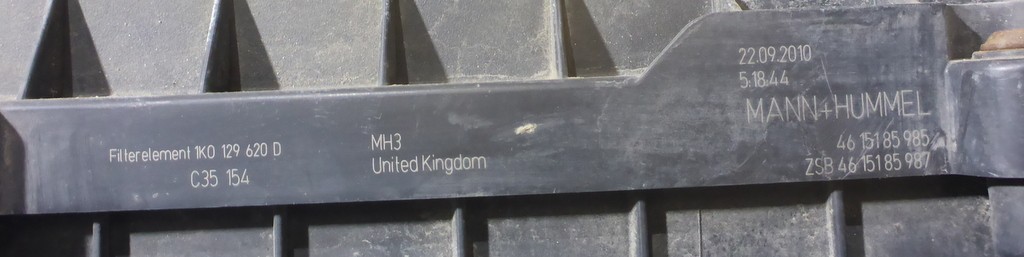 Filterelement 1K0 129 620 D
C35 154
MH3
United Kingdom
22.09.2010
5:18:44
MANN+HUMMEL
46 151 85 985
ZSB 46 151 85 987